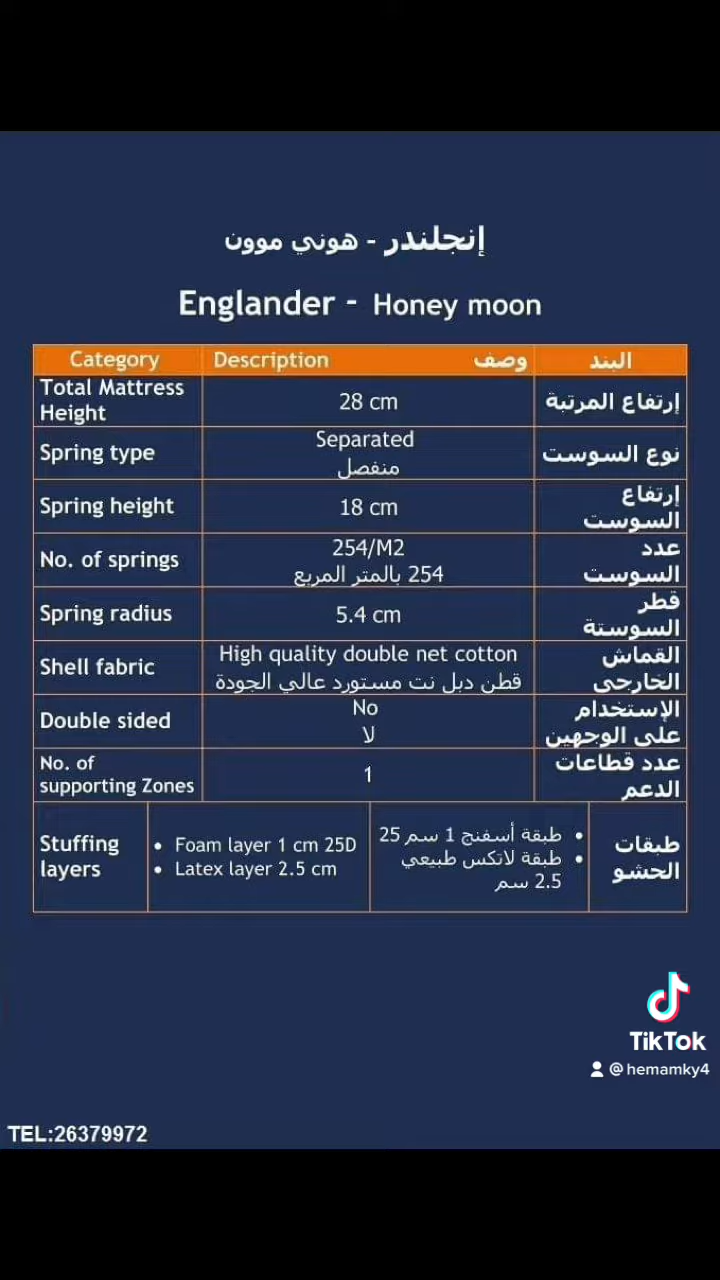 إنجلندر - هوني موون
Englander - Honey moon
Category Description وصف البند
Total Mattress
Height
28 cm
إرتفاع المرتبة
Spring type
Separated
منفصل
نوع السوست
Spring height
18 cm
إرتفاع
السوست
No. of springs
254/M2
254 بالمتر المربع
عدد
السوست
Spring radius
5.4 cm
قطر
السوستة
Shell fabric
High quality double net cotton
قطن دبل نت مستورد عالي الجودة
القماش
الخارجى
Double sided
No
لا
الإستخدام
على الوجهين
No. of
supporting Zones
1
عدد قطاعات
الدعم
Stuffing
layers
• Foam layer 1 cm 25D
• Latex layer 2.5 cm
• طبقة أسفنج 1 سم 25
• طبقة لاتكس طبيعي
2.5 سم
طبقات
الحشو
TikTok
@hemamky4
TEL:26379972